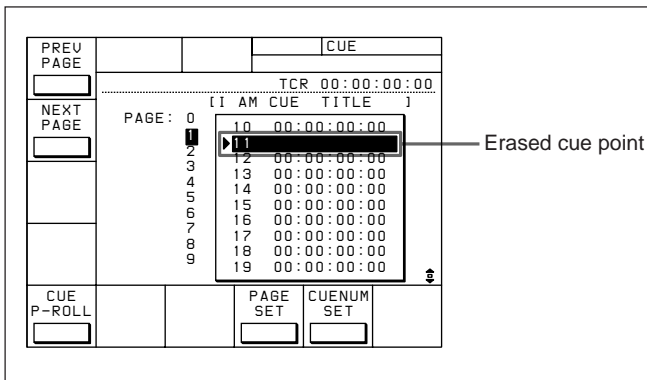 PREV PAGE
CUE
TCR 00:00:00:00
[I AM CUE TITLE ]
NEXT PAGE
PAGE: 0
1
2
3
4
5
6
7
8
9
10 00:00:00:00
11
12 00:00:00:00
13 00:00:00:00
14 00:00:00:00
15 00:00:00:00
16 00:00:00:00
17 00:00:00:00
18 00:00:00:00
19 00:00:00:00
Erased cue point
CUE P-ROLL
PAGE SET
CUENUM SET